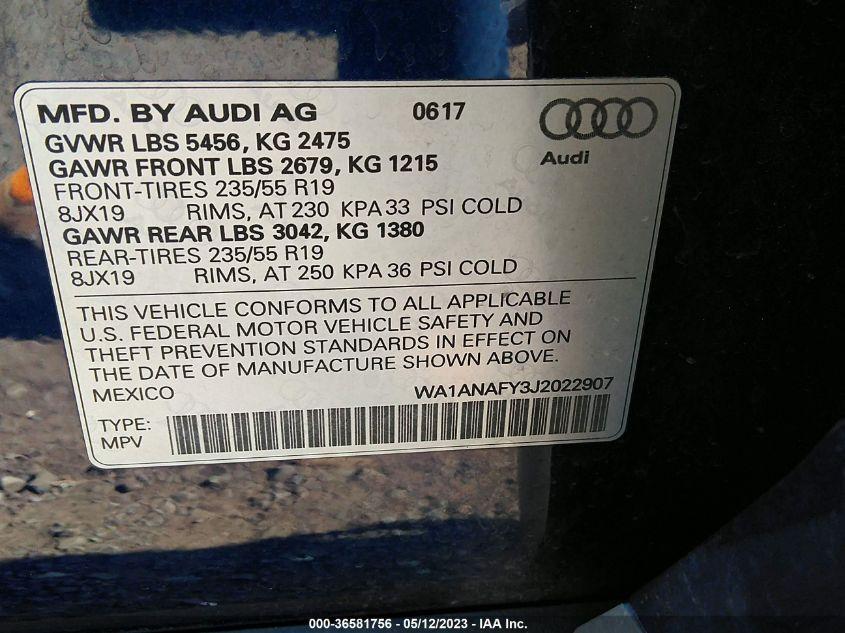 MFD. BY AUDI AG 0617
GVWR LBS 5456, KG 2475
GAWR FRONT LBS 2679, KG 1215
Audi
FRONT-TIRES 235/55 R19
8JX19 RIMS, AT 230 KPA 33 PSI COLD
GAWR REAR LBS 3042, KG 1380
REAR-TIRES 235/55 R19
8JX19 RIMS, AT 250 KPA 36 PSI COLD
THIS VEHICLE CONFORMS TO ALL APPLICABLE
U.S. FEDERAL MOTOR VEHICLE SAFETY AND
THEFT PREVENTION STANDARDS IN EFFECT ON
THE DATE OF MANUFACTURE SHOWN ABOVE.
MEXICO WA1ANAFY3J2022907
TYPE:
MPV
000-36581756 - 05/12/2023 - © IAA Inc.